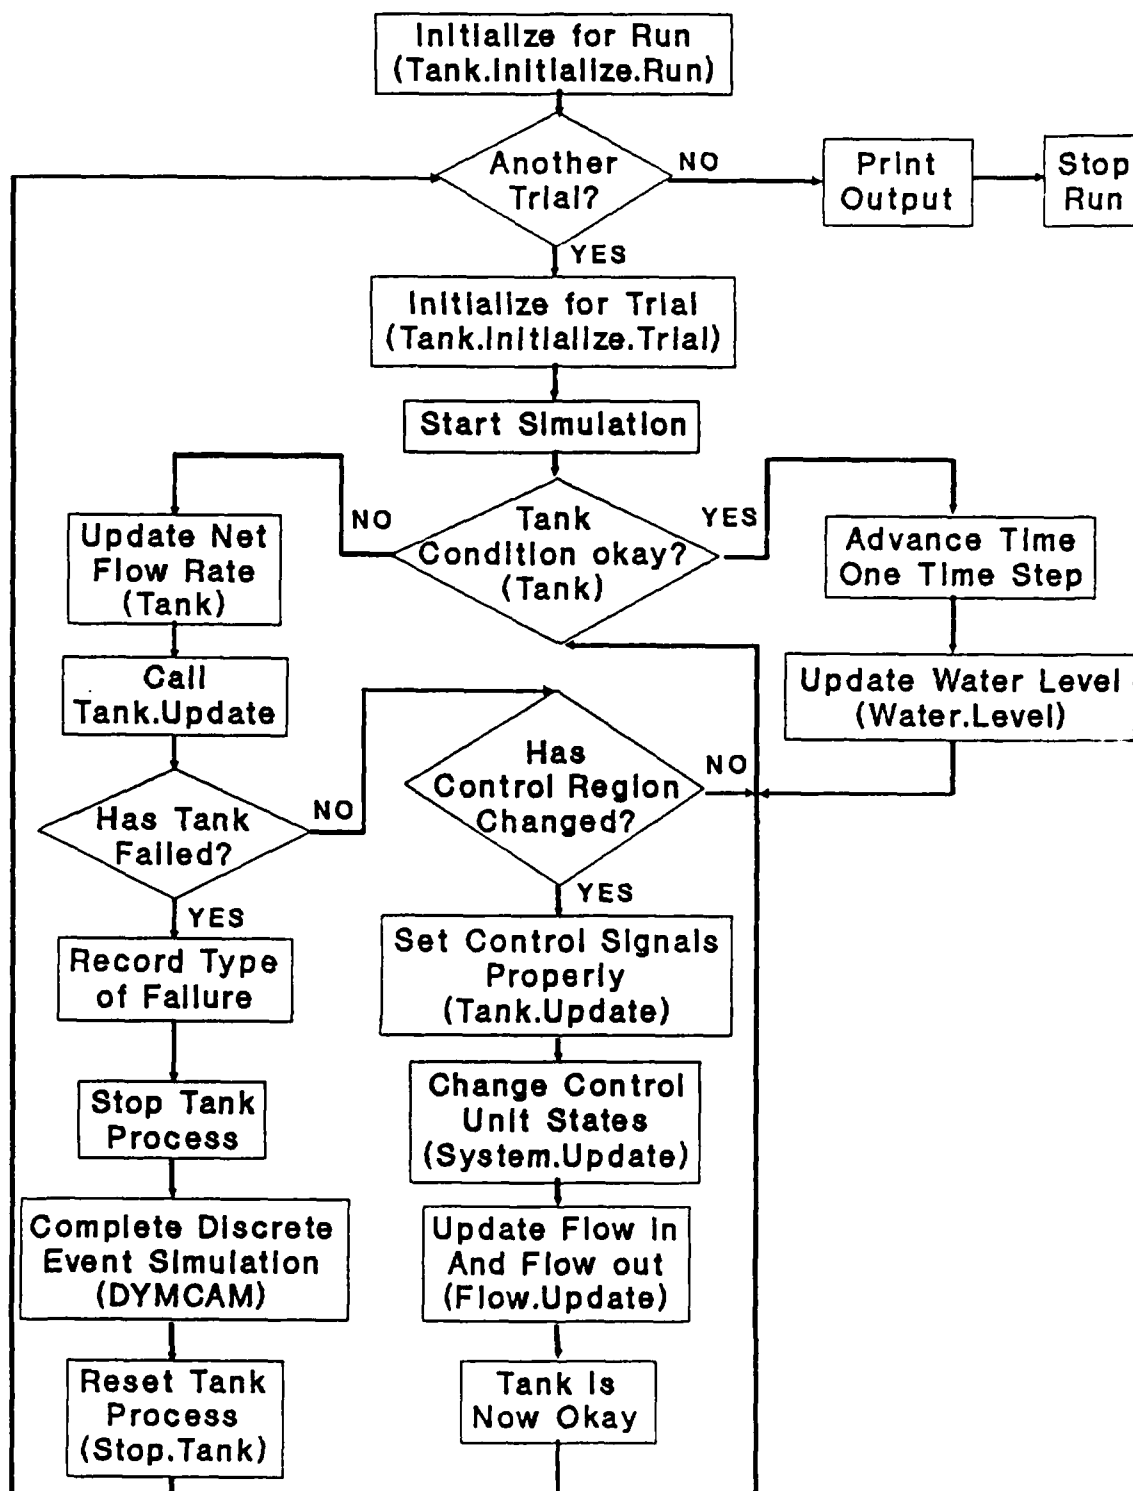 Initialize for Run
(Tank.Initialize.Run)
Another
Trial?
NO
Print
Output
Stop
Run
YES
Initialize for Trial
(Tank.Initialize.Trial)
Start Simulation
NO
Tank
Condition okay?
(Tank)
YES
Update Net
Flow Rate
(Tank)
Advance Time
One Time Step
Call
Tank.Update
Update Water Level
(Water.Level)
Has
Control Region
Changed?
NO
Has Tank
Failed?
NO
YES
YES
Record Type
of Failure
Set Control Signals
Properly
(Tank.Update)
Stop Tank
Process
Change Control
Unit States
(System.Update)
Complete Discrete
Event Simulation
(DYMCAM)
Update Flow in
And Flow out
(Flow.Update)
Reset Tank
Process
(Stop.Tank)
Tank is
Now Okay